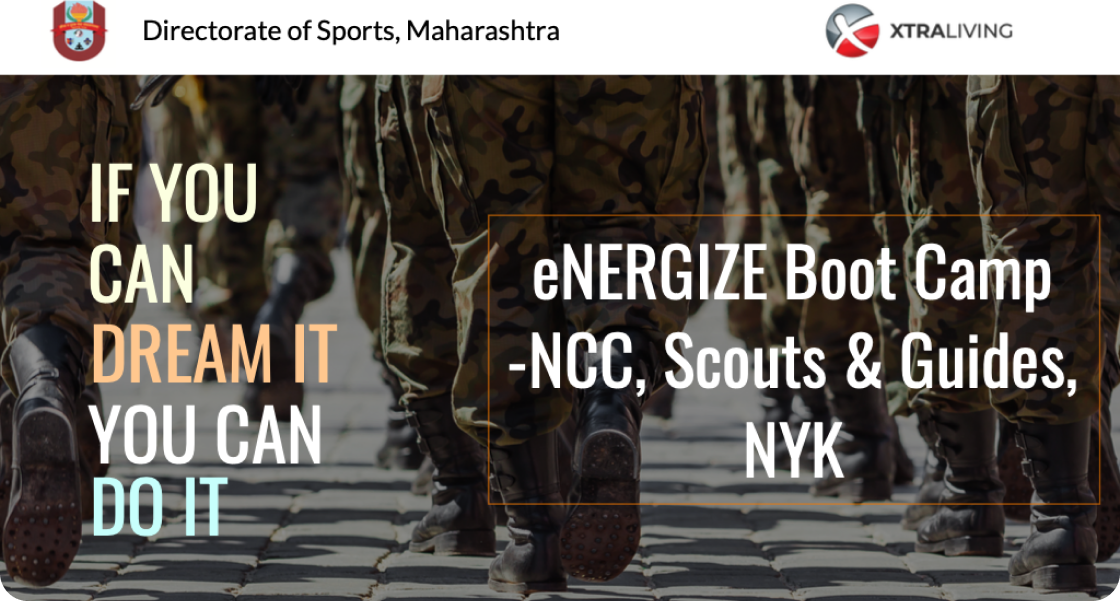 Directorate of Sports, Maharashtra
XTRALIVING
IF YOU
CAN
DREAM IT
YOU CAN
DO IT
eNERGIZE Boot Camp
-NCC, Scouts & Guides,
NYK